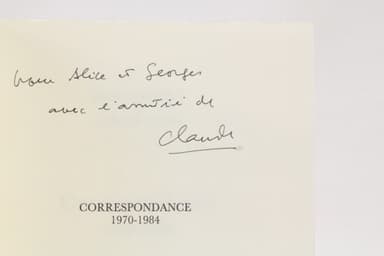 pour Alice et Georges
avec l'amitié de
Claude
CORRESPONDANCE
1970-1984